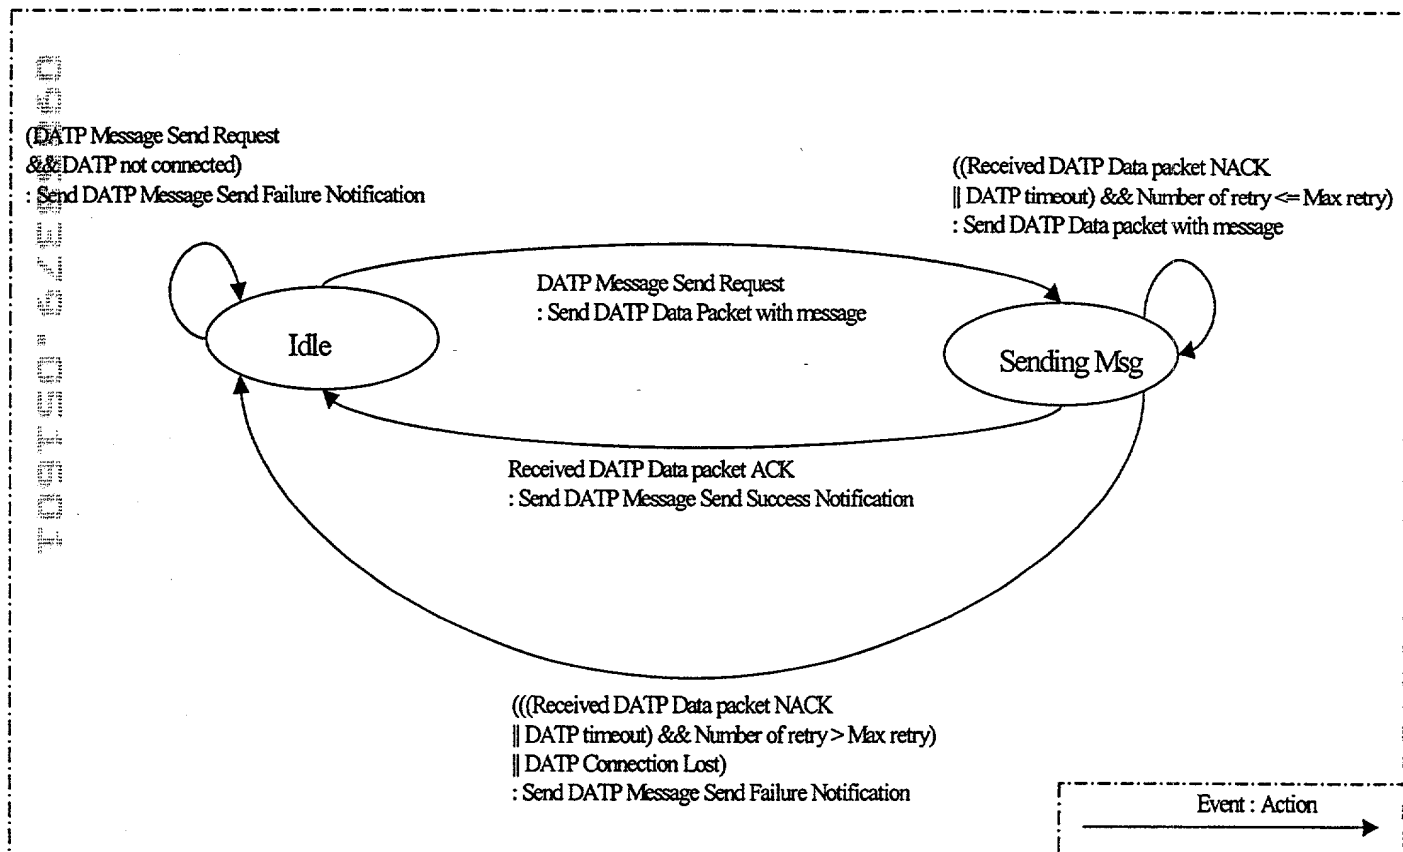 (DATP Message Send Request
&& DATP not connected)
: Send DATP Message Send Failure Notification
((Received DATP Data packet NACK
|| DATP timeout) && Number of retry <= Max retry)
: Send DATP Data packet with message
DATP Message Send Request
: Send DATP Data Packet with message
Idle
Sending Msg
Received DATP Data packet ACK
: Send DATP Message Send Success Notification
(((Received DATP Data packet NACK
|| DATP timeout) && Number of retry > Max retry)
|| DATP Connection Lost)
: Send DATP Message Send Failure Notification
Event : Action